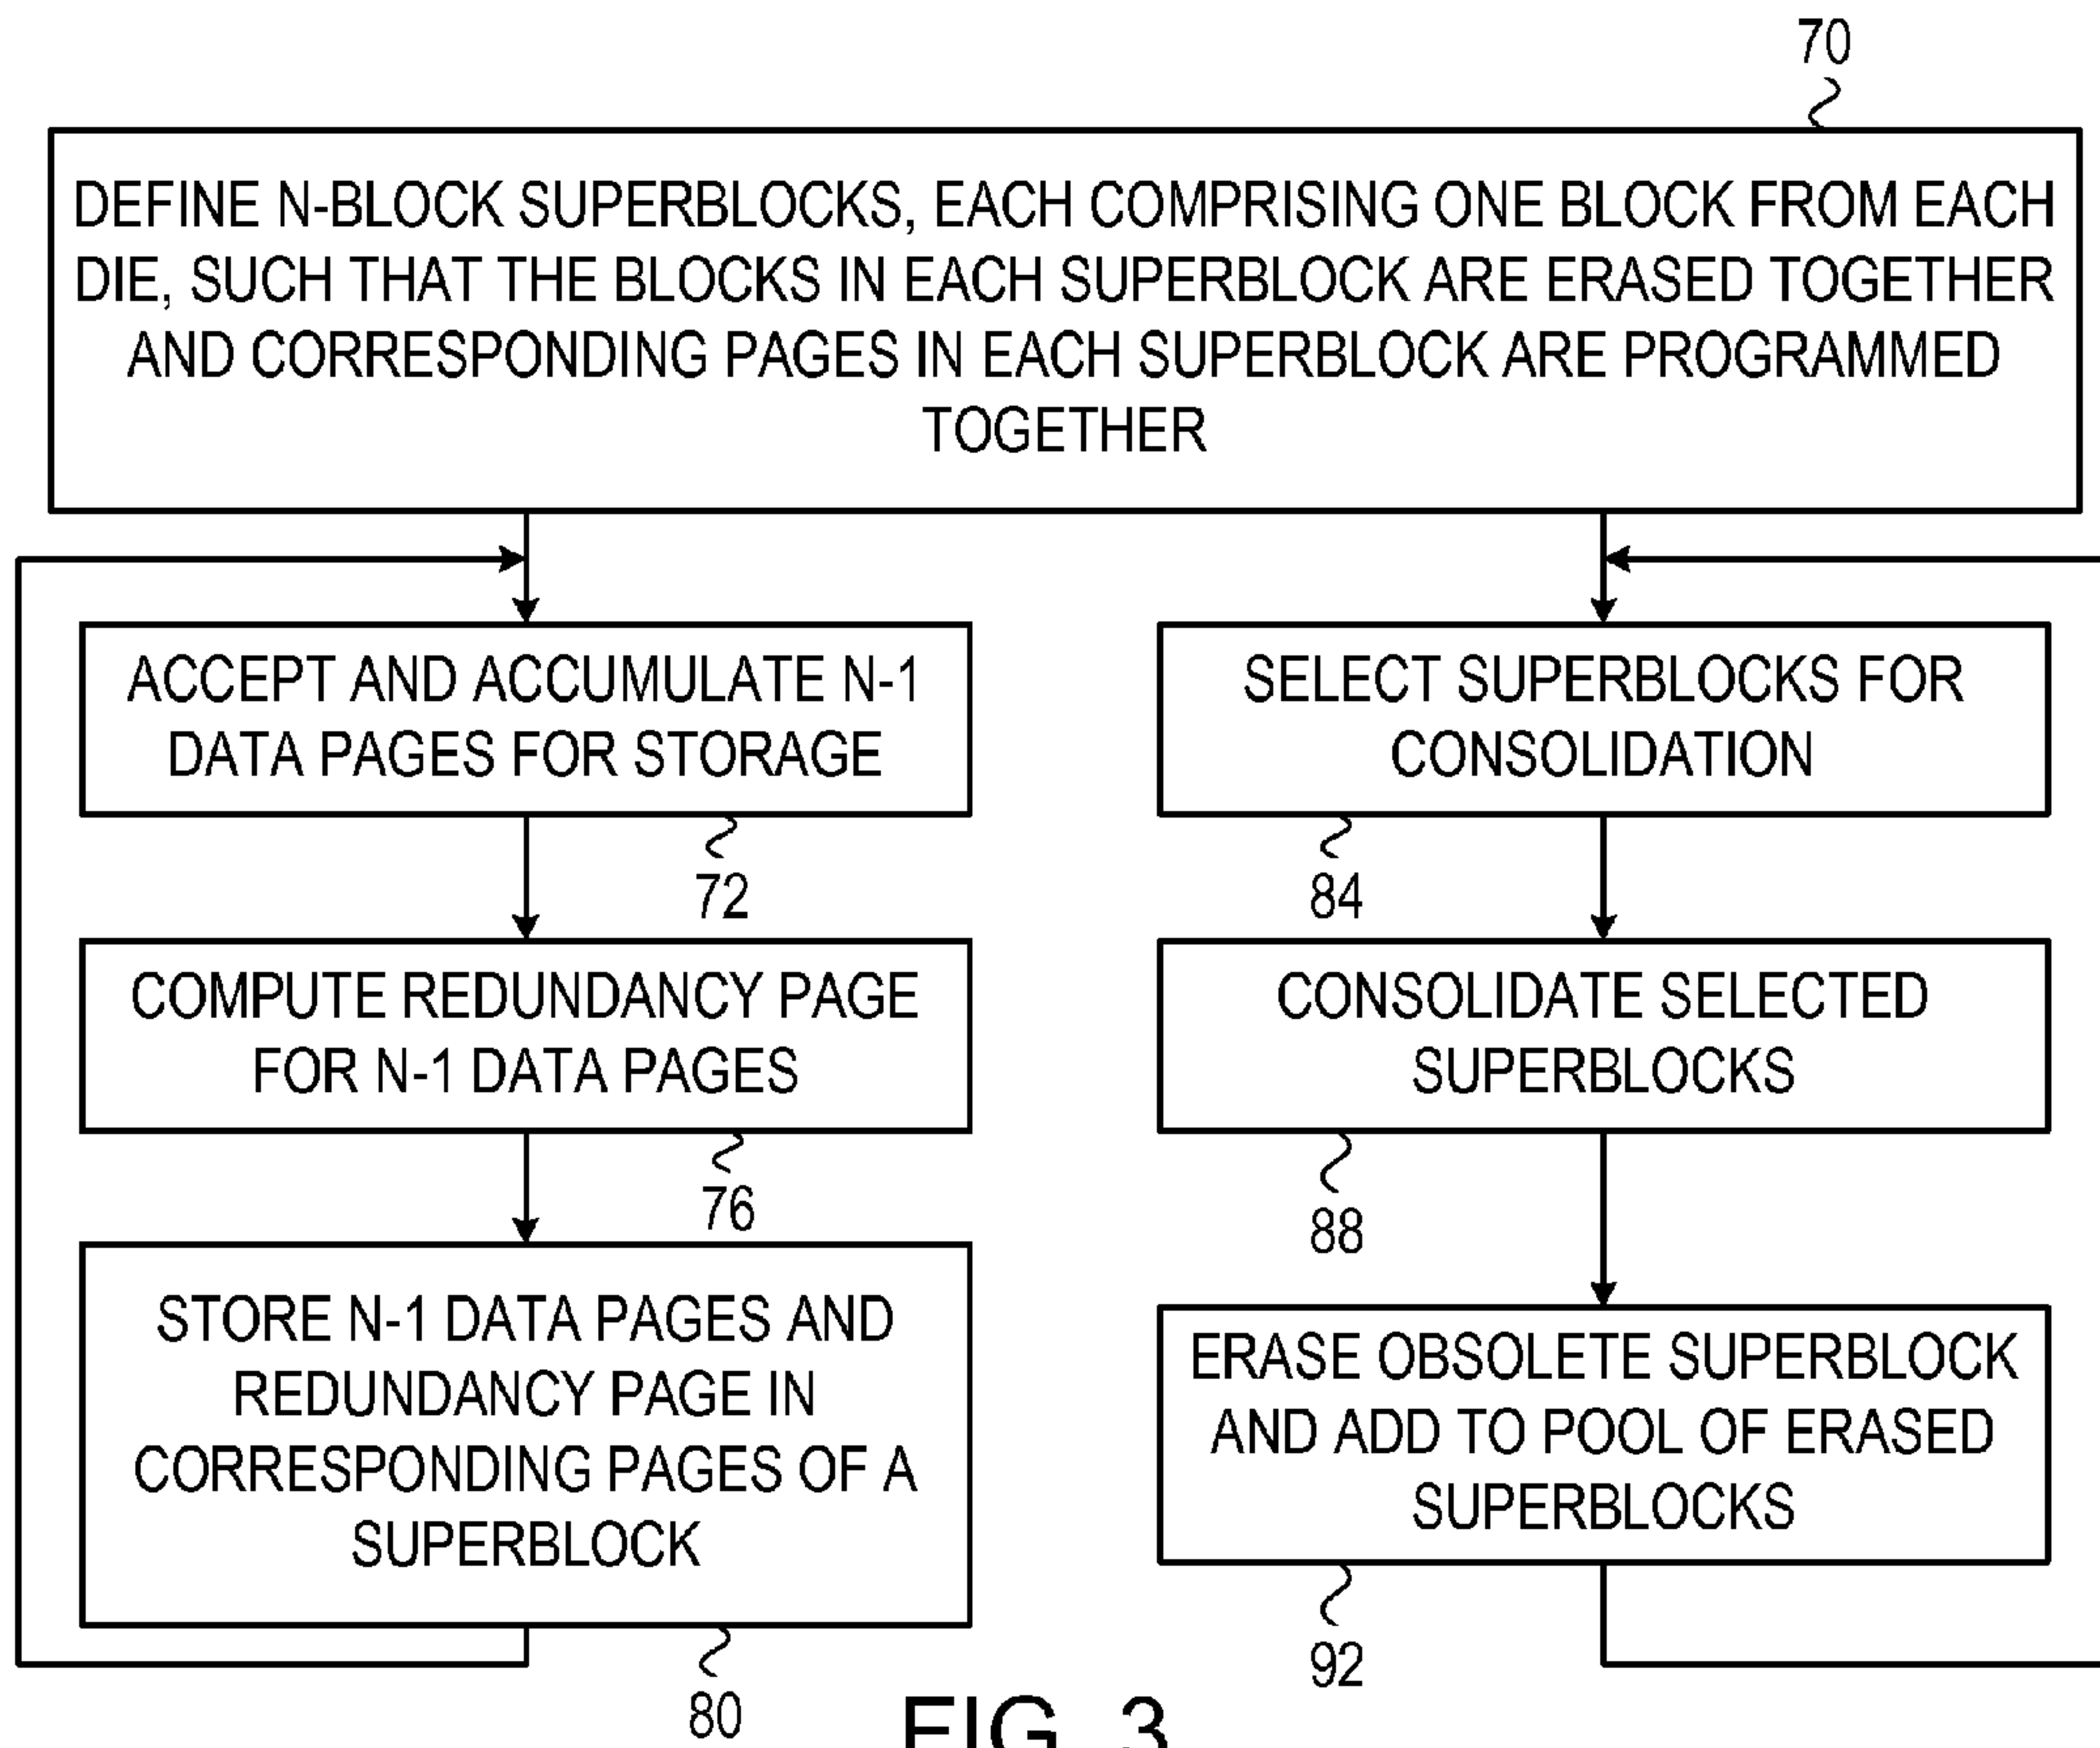 70
DEFINE N-BLOCK SUPERBLOCKS, EACH COMPRISING ONE BLOCK FROM EACH
DIE, SUCH THAT THE BLOCKS IN EACH SUPERBLOCK ARE ERASED TOGETHER
AND CORRESPONDING PAGES IN EACH SUPERBLOCK ARE PROGRAMMED
TOGETHER
ACCEPT AND ACCUMULATE N-1
DATA PAGES FOR STORAGE
72
COMPUTE REDUNDANCY PAGE
FOR N-1 DATA PAGES
76
STORE N-1 DATA PAGES AND
REDUNDANCY PAGE IN
CORRESPONDING PAGES OF A
SUPERBLOCK
80
SELECT SUPERBLOCKS FOR
CONSOLIDATION
84
CONSOLIDATE SELECTED
SUPERBLOCKS
88
ERASE OBSOLETE SUPERBLOCK
AND ADD TO POOL OF ERASED
SUPERBLOCKS
92
FIG. 3